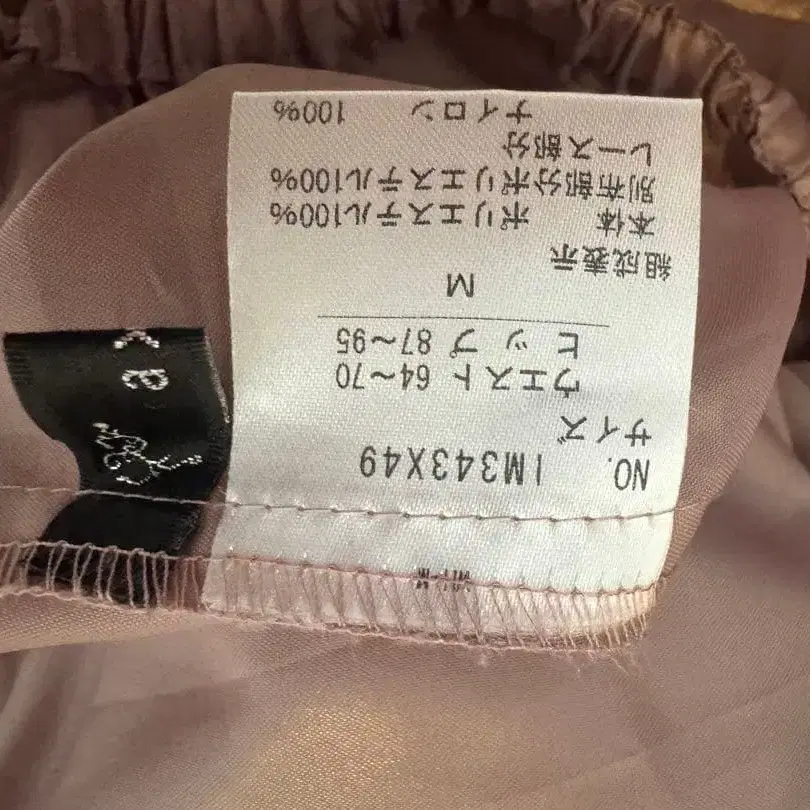 NO. IM343X49
サイズ
ウエスト 64〜70
ヒップ 87〜95
M
組成表示
本体 ポリエステル100%
別布部分ポリエステル100%
レース部分
ナイロン 100%
a x